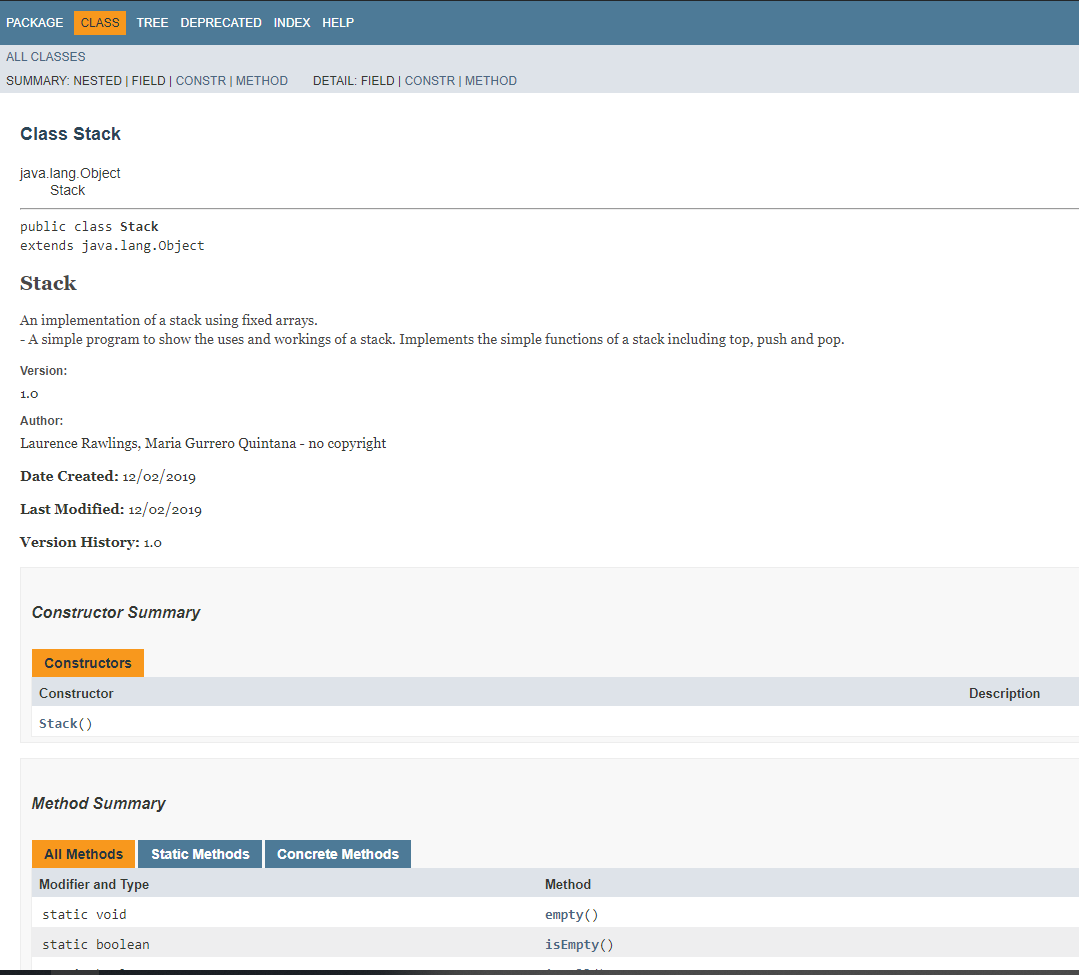 PACKAGE CLASS TREE DEPRECATED INDEX HELP
ALL CLASSES
SUMMARY: NESTED | FIELD | CONSTR | METHOD DETAIL: FIELD | CONSTR | METHOD
Class Stack
java.lang.Object
Stack
public class Stack
extends java.lang.Object
Stack
An implementation of a stack using fixed arrays.
- A simple program to show the uses and workings of a stack. Implements the simple functions of a stack including top, push and pop.
Version:
1.0
Author:
Laurence Rawlings, Maria Gurrero Quintana - no copyright
Date Created: 12/02/2019
Last Modified: 12/02/2019
Version History: 1.0
Constructor Summary
Constructors
Constructor Description
Stack()
Method Summary
All Methods Static Methods Concrete Methods
Modifier and Type Method
static void empty()
static boolean isEmpty()